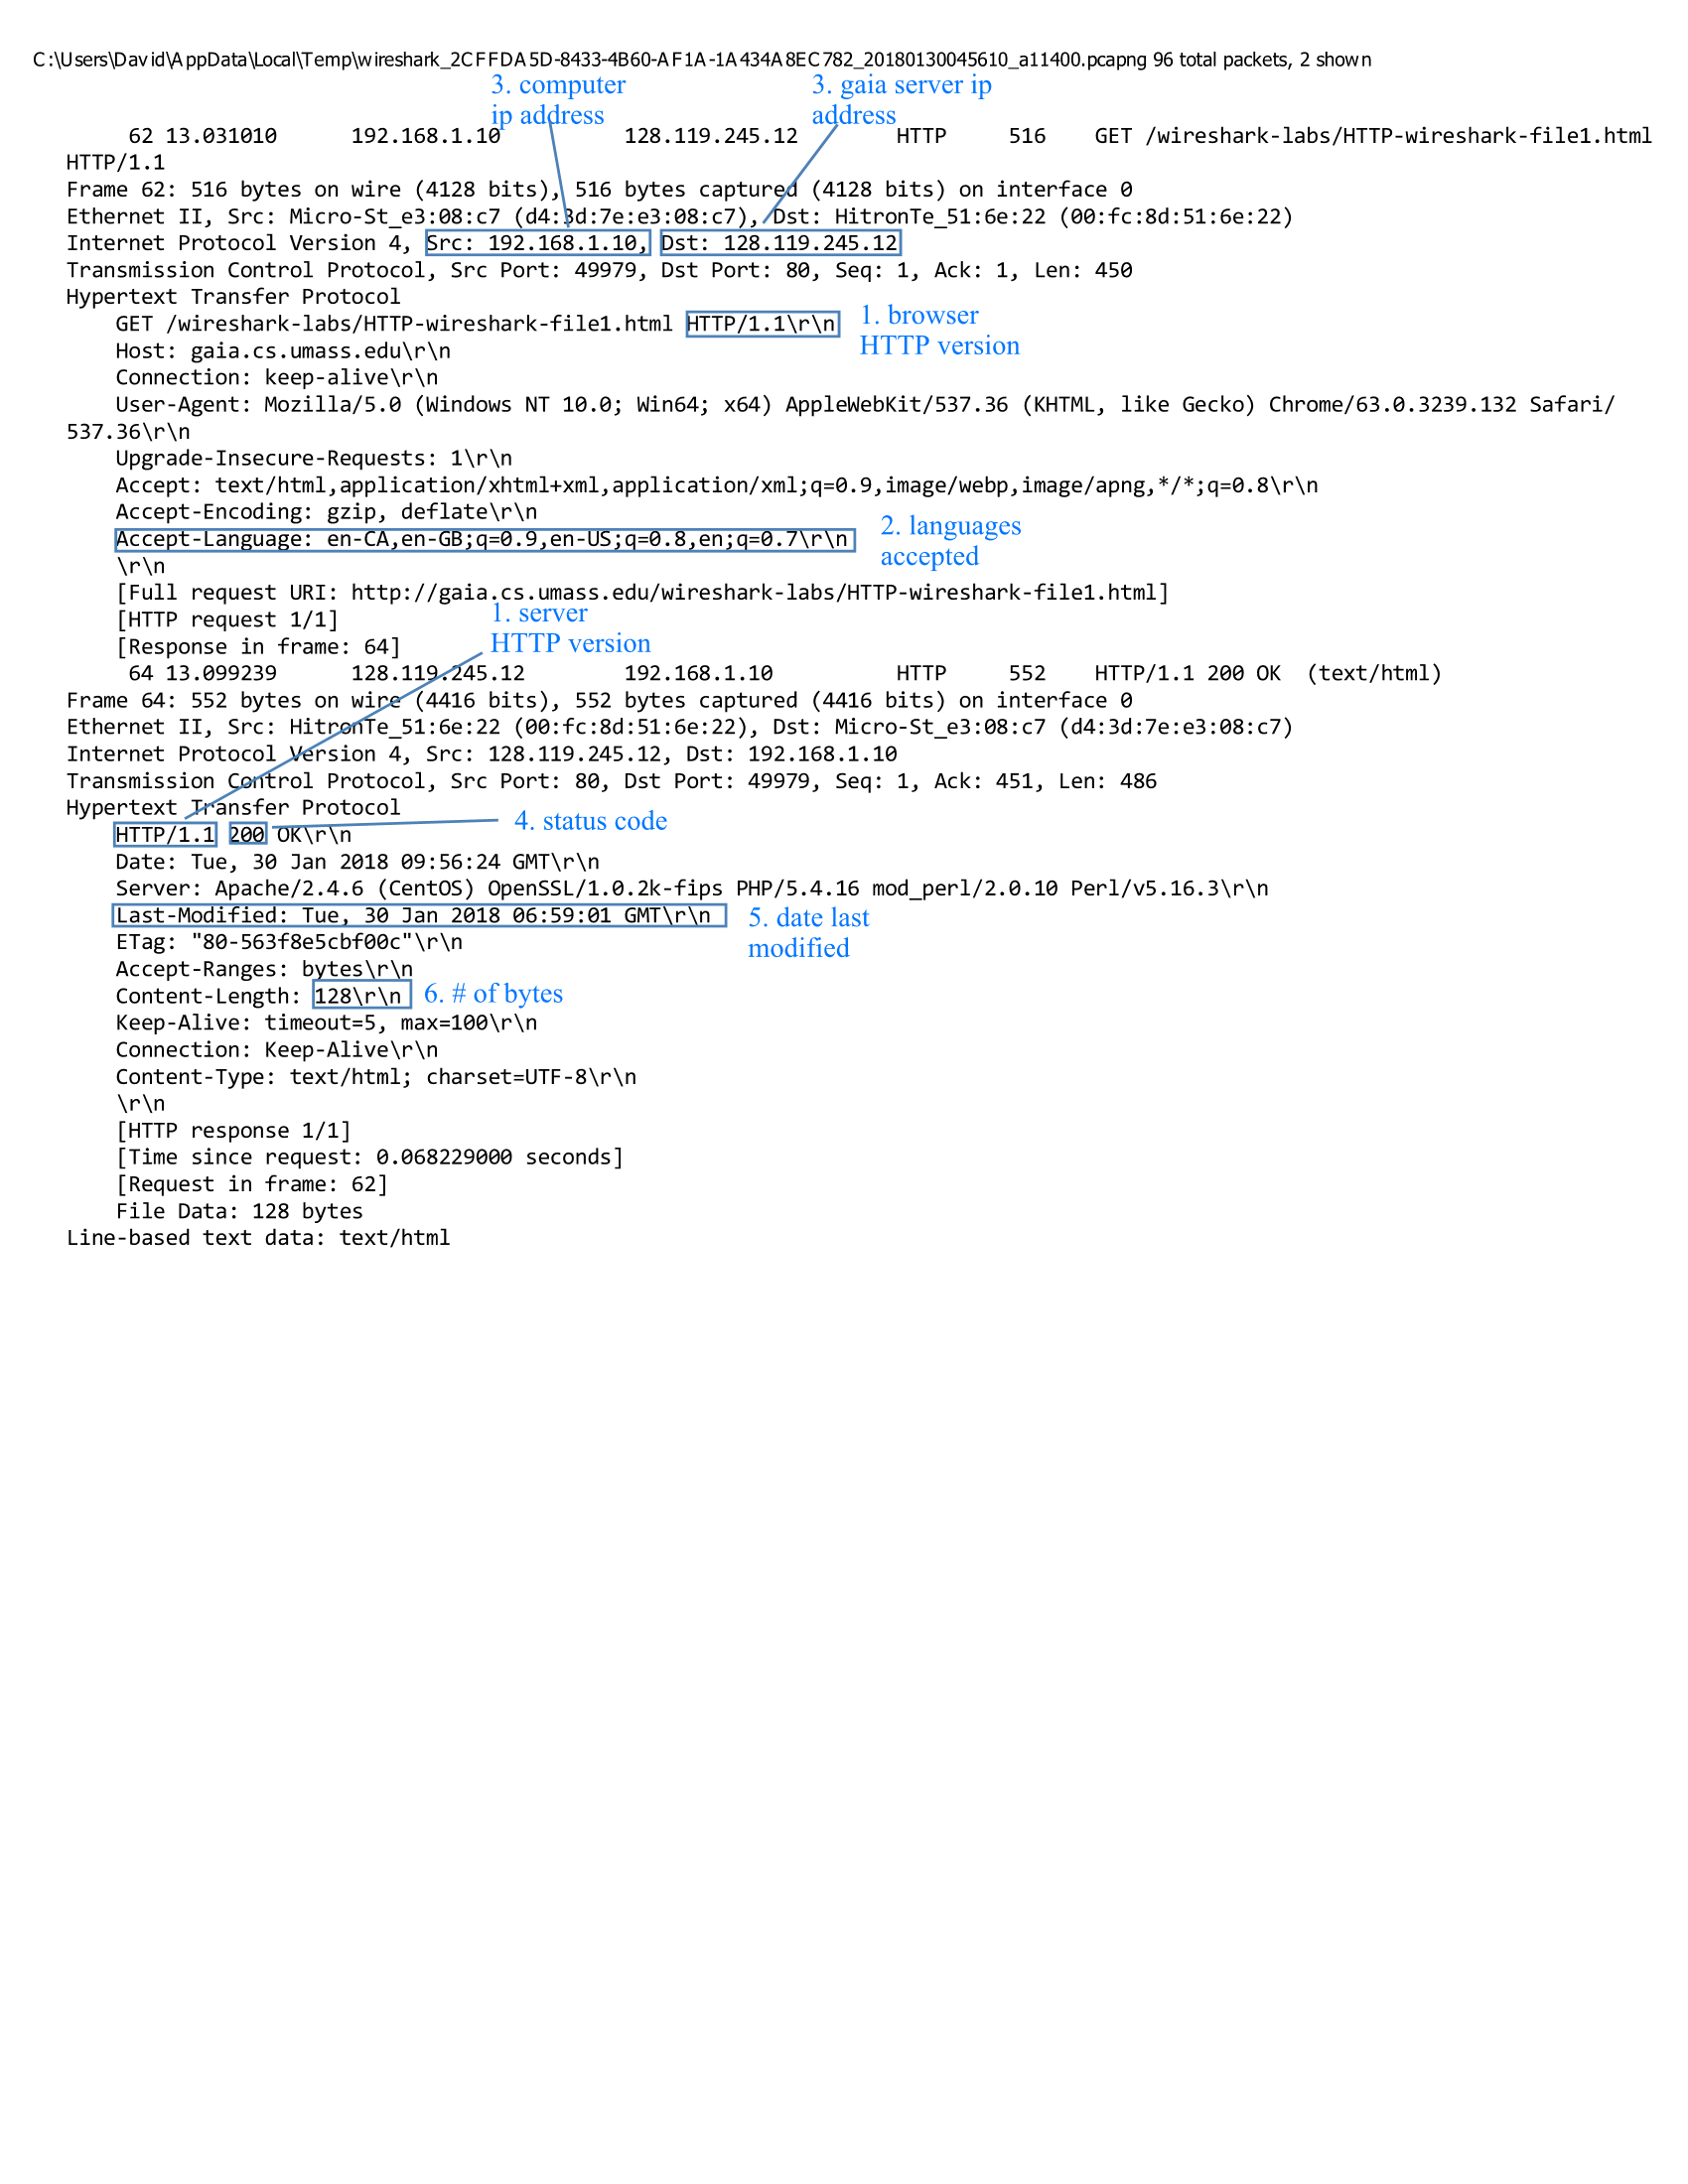 C:\Users\David\AppData\Local\Temp\wireshark_2CFFDA5D-8433-4B60-AF1A-1A434A8EC782_20180130045610_a11400.pcapng 96 total packets, 2 shown
3. computer
ip address
3. gaia server ip
address
62 13.031010 192.168.1.10 128.119.245.12 HTTP 516 GET /wireshark-labs/HTTP-wireshark-file1.html
HTTP/1.1
Frame 62: 516 bytes on wire (4128 bits), 516 bytes captured (4128 bits) on interface 0
Ethernet II, Src: Micro-St_e3:08:c7 (d4:3d:7e:e3:08:c7), Dst: HitronTe_51:6e:22 (00:fc:8d:51:6e:22)
Internet Protocol Version 4, Src: 192.168.1.10, Dst: 128.119.245.12
Transmission Control Protocol, Src Port: 49979, Dst Port: 80, Seq: 1, Ack: 1, Len: 450
Hypertext Transfer Protocol
GET /wireshark-labs/HTTP-wireshark-file1.html HTTP/1.1\r\n
1. browser
HTTP version
Host: gaia.cs.umass.edu\r\n
Connection: keep-alive\r\n
User-Agent: Mozilla/5.0 (Windows NT 10.0; Win64; x64) AppleWebKit/537.36 (KHTML, like Gecko) Chrome/63.0.3239.132 Safari/
537.36\r\n
Upgrade-Insecure-Requests: 1\r\n
Accept: text/html,application/xhtml+xml,application/xml;q=0.9,image/webp,image/apng,*/*;q=0.8\r\n
Accept-Encoding: gzip, deflate\r\n
Accept-Language: en-CA,en-GB;q=0.9,en-US;q=0.8,en;q=0.7\r\n
2. languages
accepted
\r\n
[Full request URI: http://gaia.cs.umass.edu/wireshark-labs/HTTP-wireshark-file1.html]
[HTTP request 1/1]
[Response in frame: 64]
1. server
HTTP version
64 13.099239 128.119.245.12 192.168.1.10 HTTP 552 HTTP/1.1 200 OK (text/html)
Frame 64: 552 bytes on wire (4416 bits), 552 bytes captured (4416 bits) on interface 0
Ethernet II, Src: HitronTe_51:6e:22 (00:fc:8d:51:6e:22), Dst: Micro-St_e3:08:c7 (d4:3d:7e:e3:08:c7)
Internet Protocol Version 4, Src: 128.119.245.12, Dst: 192.168.1.10
Transmission Control Protocol, Src Port: 80, Dst Port: 49979, Seq: 1, Ack: 451, Len: 486
Hypertext Transfer Protocol
HTTP/1.1 200 OK\r\n
4. status code
Date: Tue, 30 Jan 2018 09:56:24 GMT\r\n
Server: Apache/2.4.6 (CentOS) OpenSSL/1.0.2k-fips PHP/5.4.16 mod_perl/2.0.10 Perl/v5.16.3\r\n
Last-Modified: Tue, 30 Jan 2018 06:59:01 GMT\r\n
5. date last
modified
ETag: "80-563f8e5cbf00c"\r\n
Accept-Ranges: bytes\r\n
Content-Length: 128\r\n
6. # of bytes
Keep-Alive: timeout=5, max=100\r\n
Connection: Keep-Alive\r\n
Content-Type: text/html; charset=UTF-8\r\n
\r\n
[HTTP response 1/1]
[Time since request: 0.068229000 seconds]
[Request in frame: 62]
File Data: 128 bytes
Line-based text data: text/html